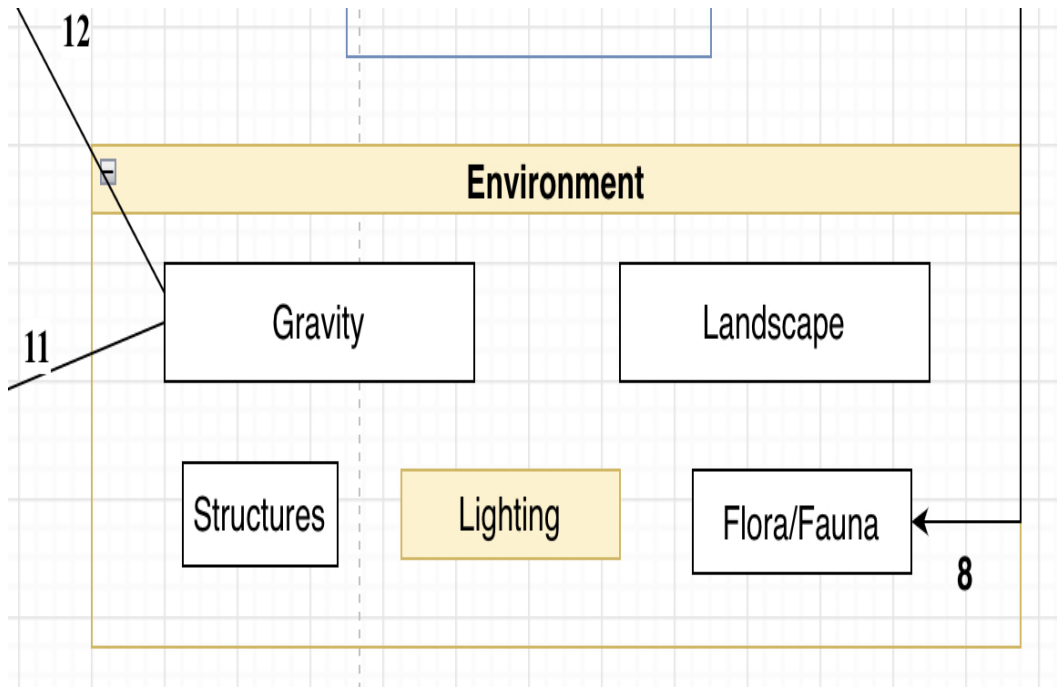 12
Environment
Gravity
Landscape
11
Structures
Lighting
Flora/Fauna
8